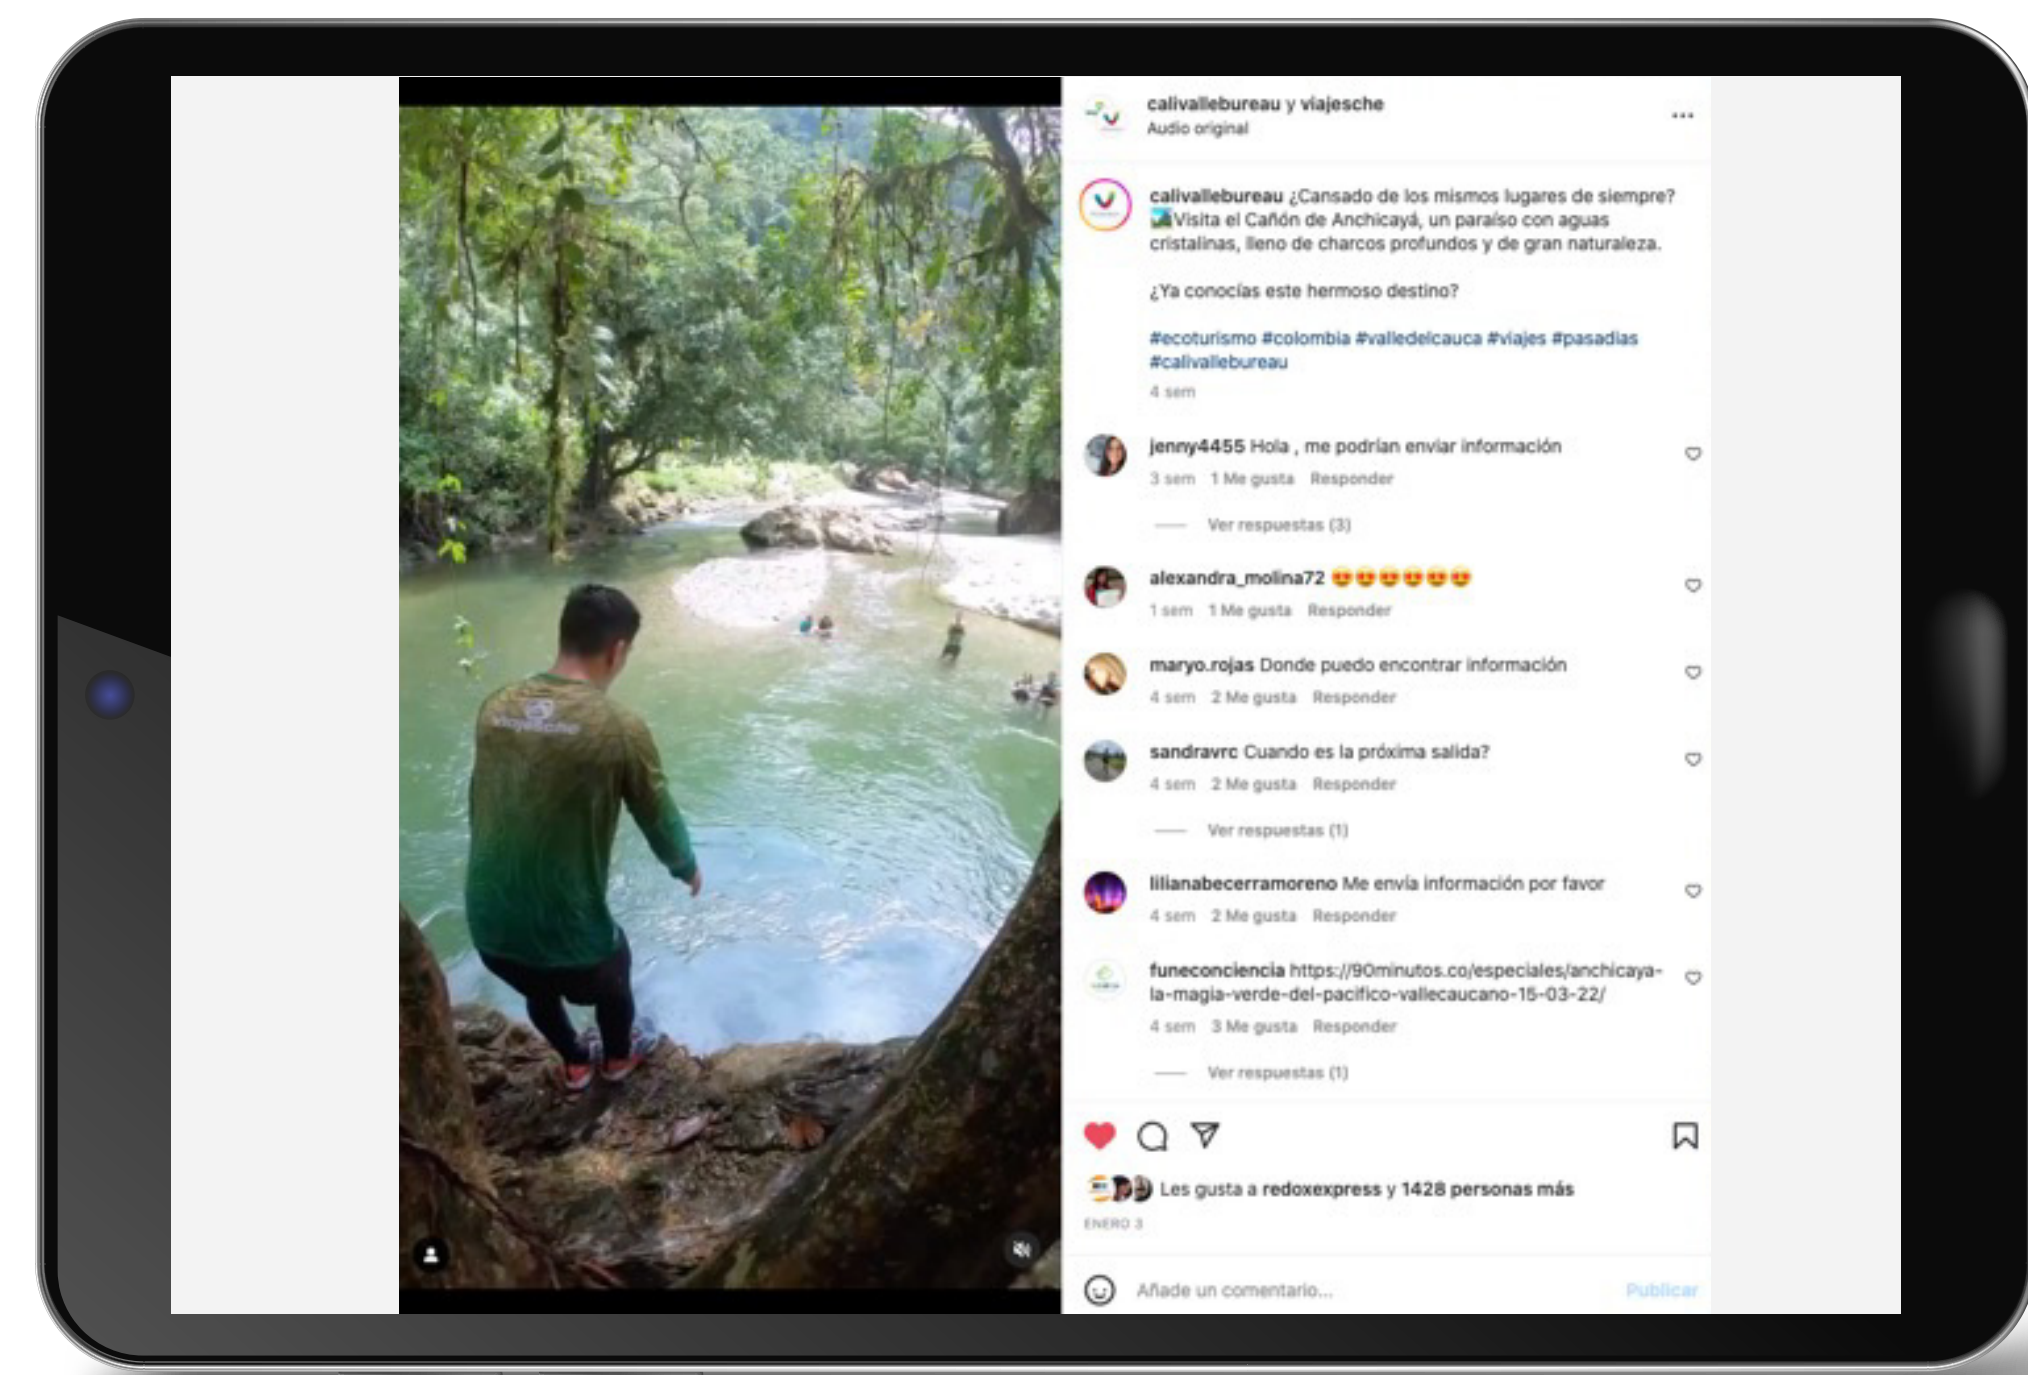 calivallebureau y viajesche
Audio original
calivallebureau ¿Cansado de los mismos lugares de siempre?
🏞️Visita el Cañón de Anchicayá, un paraíso con aguas
cristalinas, lleno de charcos profundos y de gran naturaleza.
¿Ya conocías este hermoso destino?
#ecoturismo #colombia #valledelcauca #viajes #pasadias
#calivallebureau
4 sem
jenny4455 Hola , me podrían enviar información
3 sem 1 Me gusta Responder
Ver respuestas (3)
alexandra_molina72 😍😍😍😍😍😍
1 sem 1 Me gusta Responder
maryo.rojas Donde puedo encontrar información
4 sem 2 Me gusta Responder
sandravrc Cuando es la próxima salida?
4 sem 2 Me gusta Responder
Ver respuestas (1)
lilianabecerramoreno Me envía información por favor
4 sem 2 Me gusta Responder
funeconciencia https://90minutos.co/especiales/anchicaya-
la-magia-verde-del-pacifico-vallecaucano-15-03-22/
4 sem 3 Me gusta Responder
Ver respuestas (1)
Les gusta a redoxexpress y 1428 personas más
ENERO 3
Añade un comentario...
Publicar